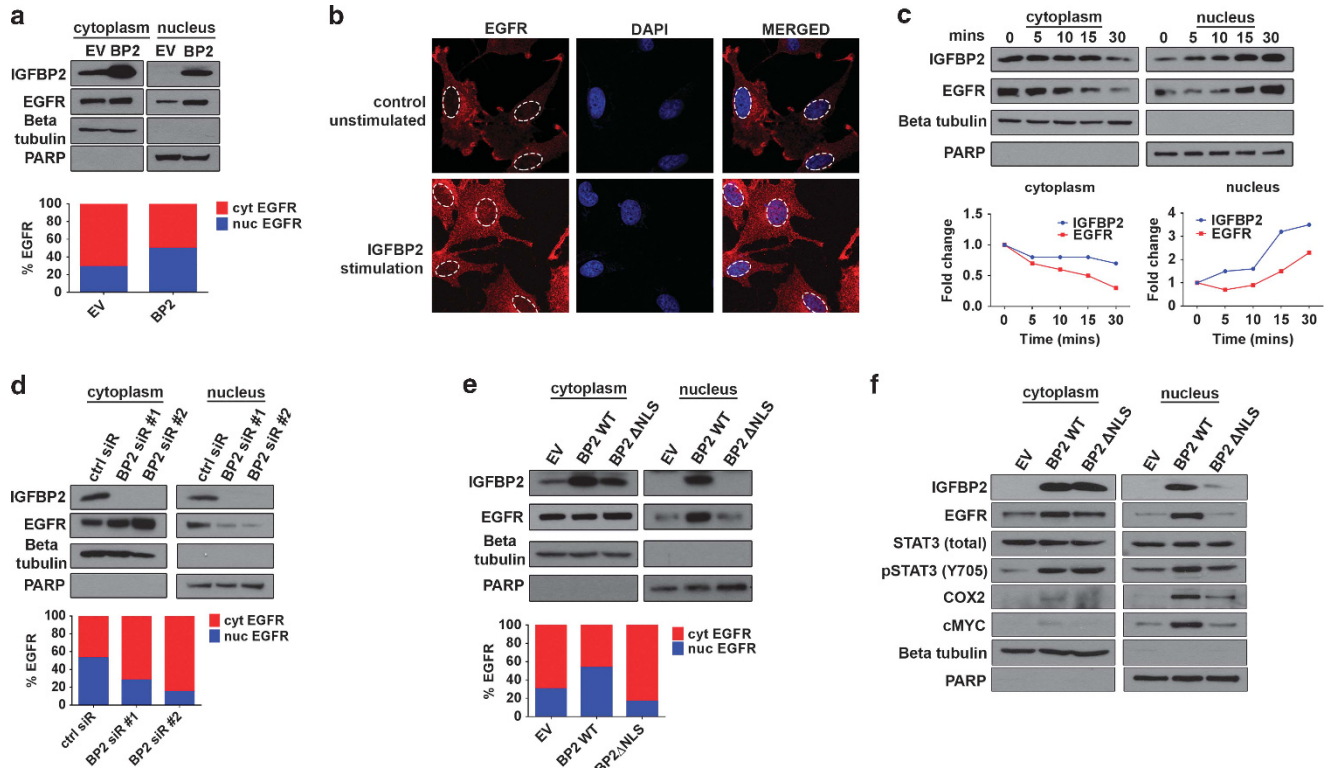 a
cytoplasm nucleus
EV BP2 EV BP2
IGFBP2
EGFR
Beta
tubulin
PARP
100
80
60
40
20
0
% EGFR
cyt EGFR
nuc EGFR
EV
BP2
b
EGFR DAPI MERGED
control
unstimulated
IGFBP2
stimulation
c
cytoplasm nucleus
mins 0 5 10 15 30 0 5 10 15 30
IGFBP2
EGFR
Beta tubulin
PARP
cytoplasm
Fold change
1.5
1.0
0.5
0.0
IGFBP2
EGFR
0 5 10 15 30
Time (mins)
nucleus
Fold change
4
3
2
1
0
IGFBP2
EGFR
0 5 10 15 30
Time (mins)
d
cytoplasm nucleus
ctrl siR BP2 siR #1 BP2 siR #2 ctrl siR BP2 siR #1 BP2 siR #2
IGFBP2
EGFR
Beta
tubulin
PARP
100
80
60
40
20
0
% EGFR
cyt EGFR
nuc EGFR
ctrl siR BP2 siR #1 BP2 siR #2
e
cytoplasm nucleus
EV BP2 WT BP2 ΔNLS EV BP2 WT BP2 ΔNLS
IGFBP2
EGFR
Beta
tubulin
PARP
100
80
60
40
20
0
% EGFR
cyt EGFR
nuc EGFR
EV BP2 WT BP2ΔNLS
f
cytoplasm nucleus
EV BP2 WT BP2 ΔNLS EV BP2 WT BP2 ΔNLS
IGFBP2
EGFR
STAT3 (total)
pSTAT3 (Y705)
COX2
cMYC
Beta tubulin
PARP